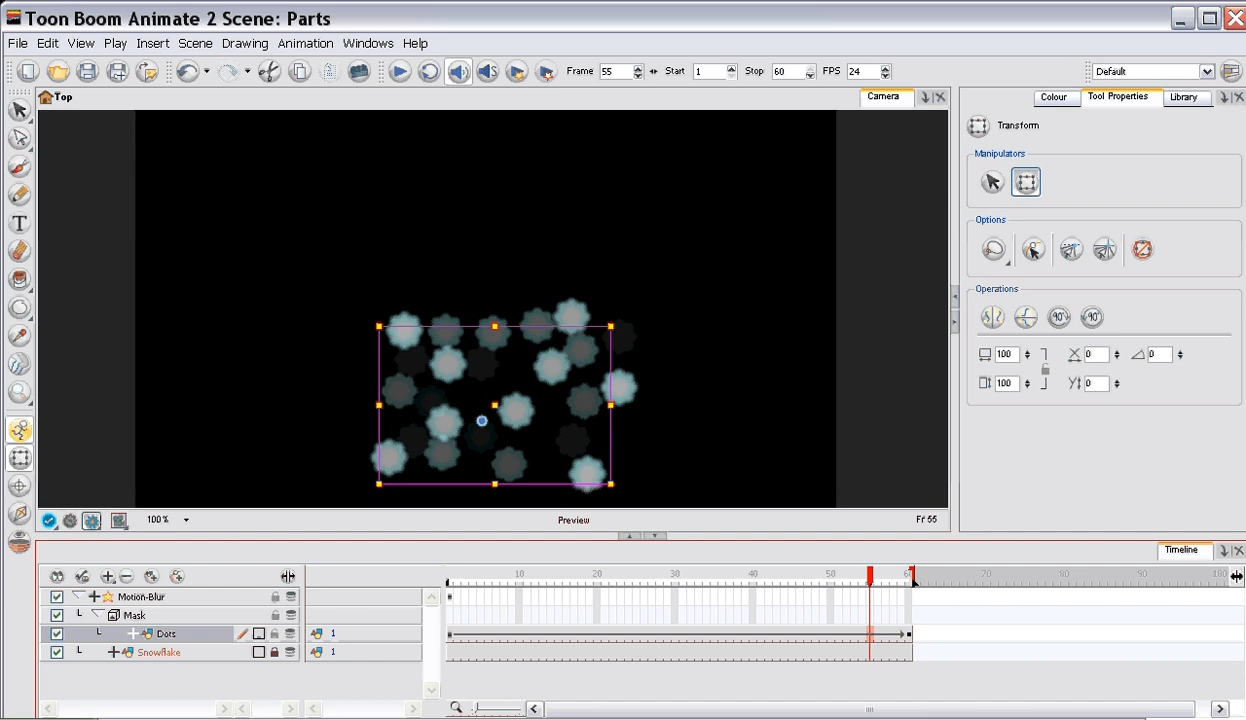 Toon Boom Animate 2 Scene: Parts
File Edit View Play Insert Scene Drawing Animation Windows Help
Frame 55 Start 1 Stop 60 FPS 24 Default
Top Camera Colour Tool Properties Library
Transform
Manipulators
Options
Operations
90° 90°
100 X 0 0
100 Y 0
100% Preview Fr 55
Timeline
10 20 30 40 50 60 70 80 90 100
Motion-Blur
Mask
Dots 1
Snowflake 1